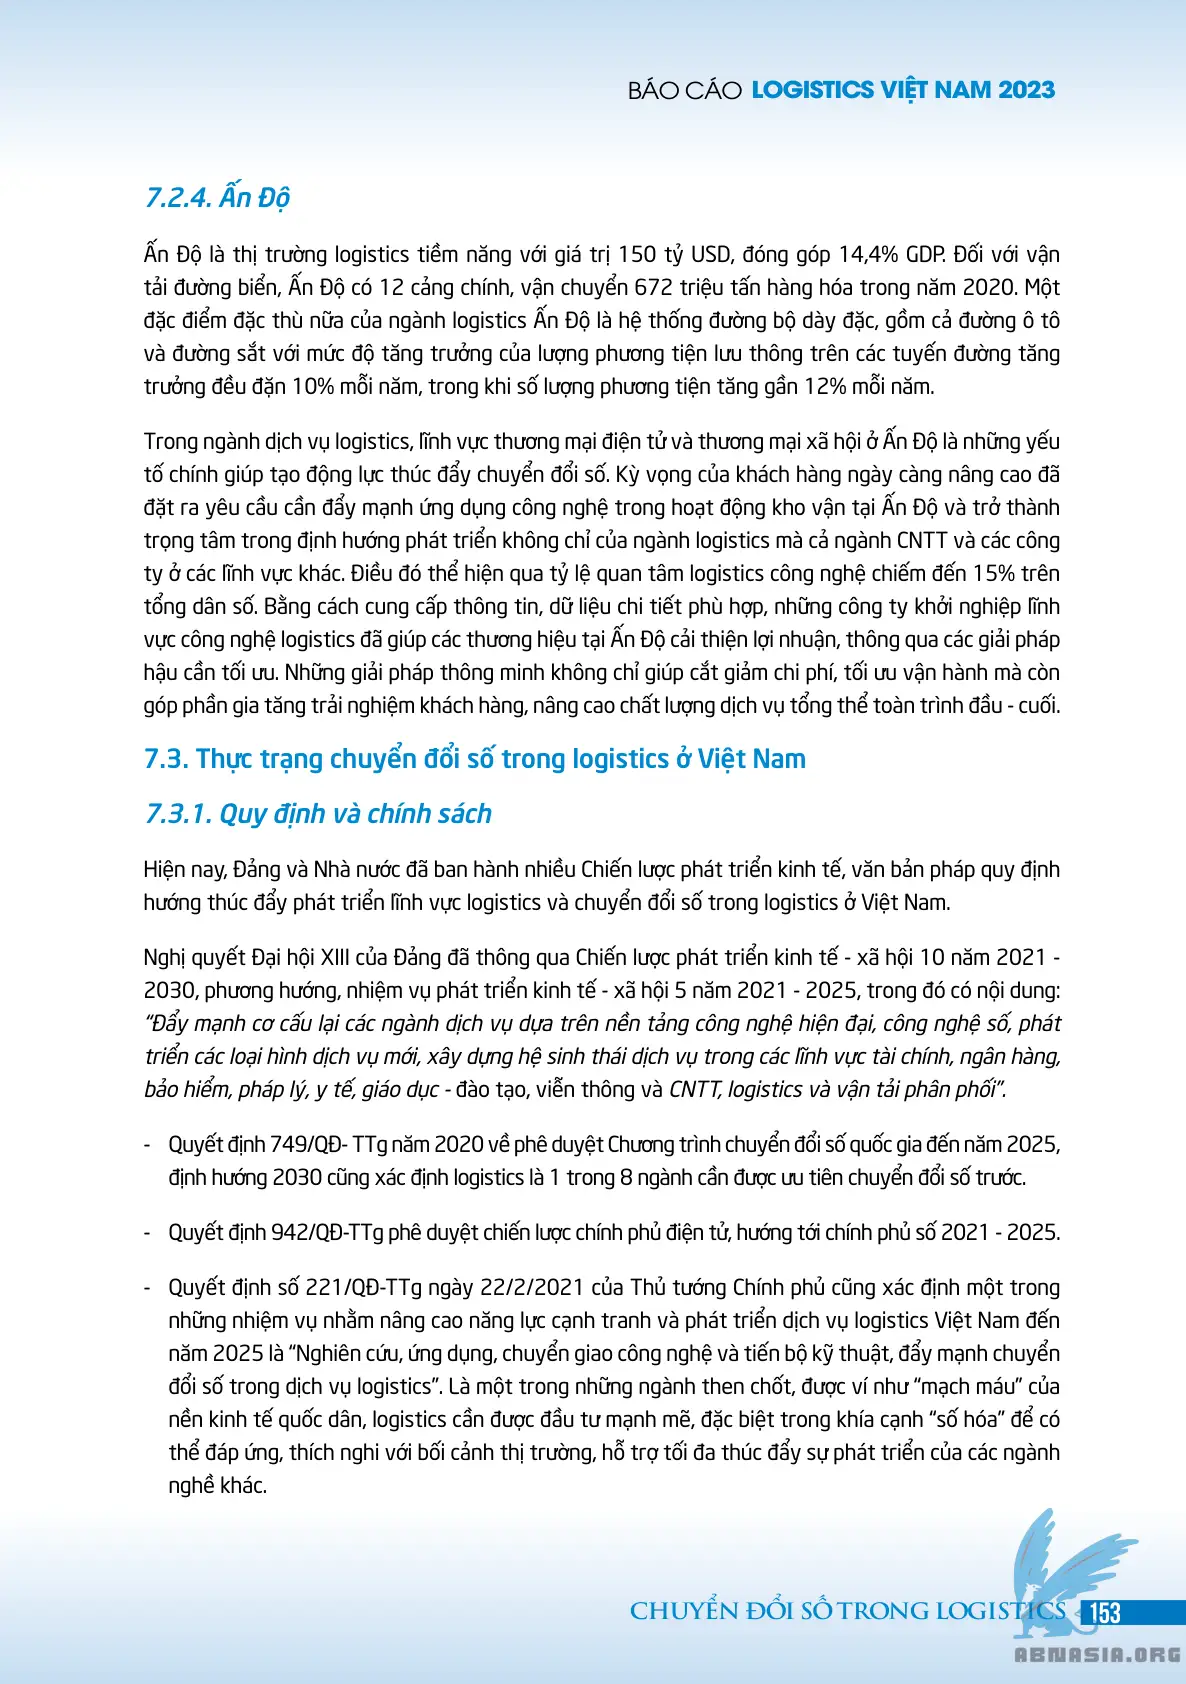 BÁO CÁO LOGISTICS VIỆT NAM 2023
7.2.4. Ấn Độ
Ấn Độ là thị trường logistics tiềm năng với giá trị 150 tỷ USD, đóng góp 14,4% GDP. Đối với vận
tải đường biển, Ấn Độ có 12 cảng chính, vận chuyển 672 triệu tấn hàng hóa trong năm 2020. Một
đặc điểm đặc thù nữa của ngành logistics Ấn Độ là hệ thống đường bộ dày đặc, gồm cả đường ô tô
và đường sắt với mức độ tăng trưởng của lượng phương tiện lưu thông trên các tuyến đường tăng
trưởng đều đặn 10% mỗi năm, trong khi số lượng phương tiện tăng gần 12% mỗi năm.
Trong ngành dịch vụ logistics, lĩnh vực thương mại điện tử và thương mại xã hội ở Ấn Độ là những yếu
tố chính giúp tạo động lực thúc đẩy chuyển đổi số. Kỳ vọng của khách hàng ngày càng nâng cao đã
đặt ra yêu cầu cần đẩy mạnh ứng dụng công nghệ trong hoạt động kho vận tại Ấn Độ và trở thành
trọng tâm trong định hướng phát triển không chỉ của ngành logistics mà cả ngành CNTT và các công
ty ở các lĩnh vực khác. Điều đó thể hiện qua tỷ lệ quan tâm logistics công nghệ chiếm đến 15% trên
tổng dân số. Bằng cách cung cấp thông tin, dữ liệu chi tiết phù hợp, những công ty khởi nghiệp lĩnh
vực công nghệ logistics đã giúp các thương hiệu tại Ấn Độ cải thiện lợi nhuận, thông qua các giải pháp
hậu cần tối ưu. Những giải pháp thông minh không chỉ giúp cắt giảm chi phí, tối ưu vận hành mà còn
góp phần gia tăng trải nghiệm khách hàng, nâng cao chất lượng dịch vụ tổng thể toàn trình đầu - cuối.
7.3. Thực trạng chuyển đổi số trong logistics ở Việt Nam
7.3.1. Quy định và chính sách
Hiện nay, Đảng và Nhà nước đã ban hành nhiều Chiến lược phát triển kinh tế, văn bản pháp quy định
hướng thúc đẩy phát triển lĩnh vực logistics và chuyển đổi số trong logistics ở Việt Nam.
Nghị quyết Đại hội XIII của Đảng đã thông qua Chiến lược phát triển kinh tế - xã hội 10 năm 2021 -
2030, phương hướng, nhiệm vụ phát triển kinh tế - xã hội 5 năm 2021 - 2025, trong đó có nội dung:
“Đẩy mạnh cơ cấu lại các ngành dịch vụ dựa trên nền tảng công nghệ hiện đại, công nghệ số, phát
triển các loại hình dịch vụ mới, xây dựng hệ sinh thái dịch vụ trong các lĩnh vực tài chính, ngân hàng,
bảo hiểm, pháp lý, y tế, giáo dục - đào tạo, viễn thông và CNTT, logistics và vận tải phân phối”.
- Quyết định 749/QĐ- TTg năm 2020 về phê duyệt Chương trình chuyển đổi số quốc gia đến năm 2025,
định hướng 2030 cũng xác định logistics là 1 trong 8 ngành cần được ưu tiên chuyển đổi số trước.
- Quyết định 942/QĐ-TTg phê duyệt chiến lược chính phủ điện tử, hướng tới chính phủ số 2021 - 2025.
- Quyết định số 221/QĐ-TTg ngày 22/2/2021 của Thủ tướng Chính phủ cũng xác định một trong
những nhiệm vụ nhằm nâng cao năng lực cạnh tranh và phát triển dịch vụ logistics Việt Nam đến
năm 2025 là “Nghiên cứu, ứng dụng, chuyển giao công nghệ và tiến bộ kỹ thuật, đẩy mạnh chuyển
đổi số trong dịch vụ logistics”. Là một trong những ngành then chốt, được ví như “mạch máu” của
nền kinh tế quốc dân, logistics cần được đầu tư mạnh mẽ, đặc biệt trong khía cạnh “số hóa” để có
thể đáp ứng, thích nghi với bối cảnh thị trường, hỗ trợ tối đa thúc đẩy sự phát triển của các ngành
nghề khác.
CHUYỂN ĐỔI SỐ TRONG LOGISTICS 153
ABMASIA.ORG